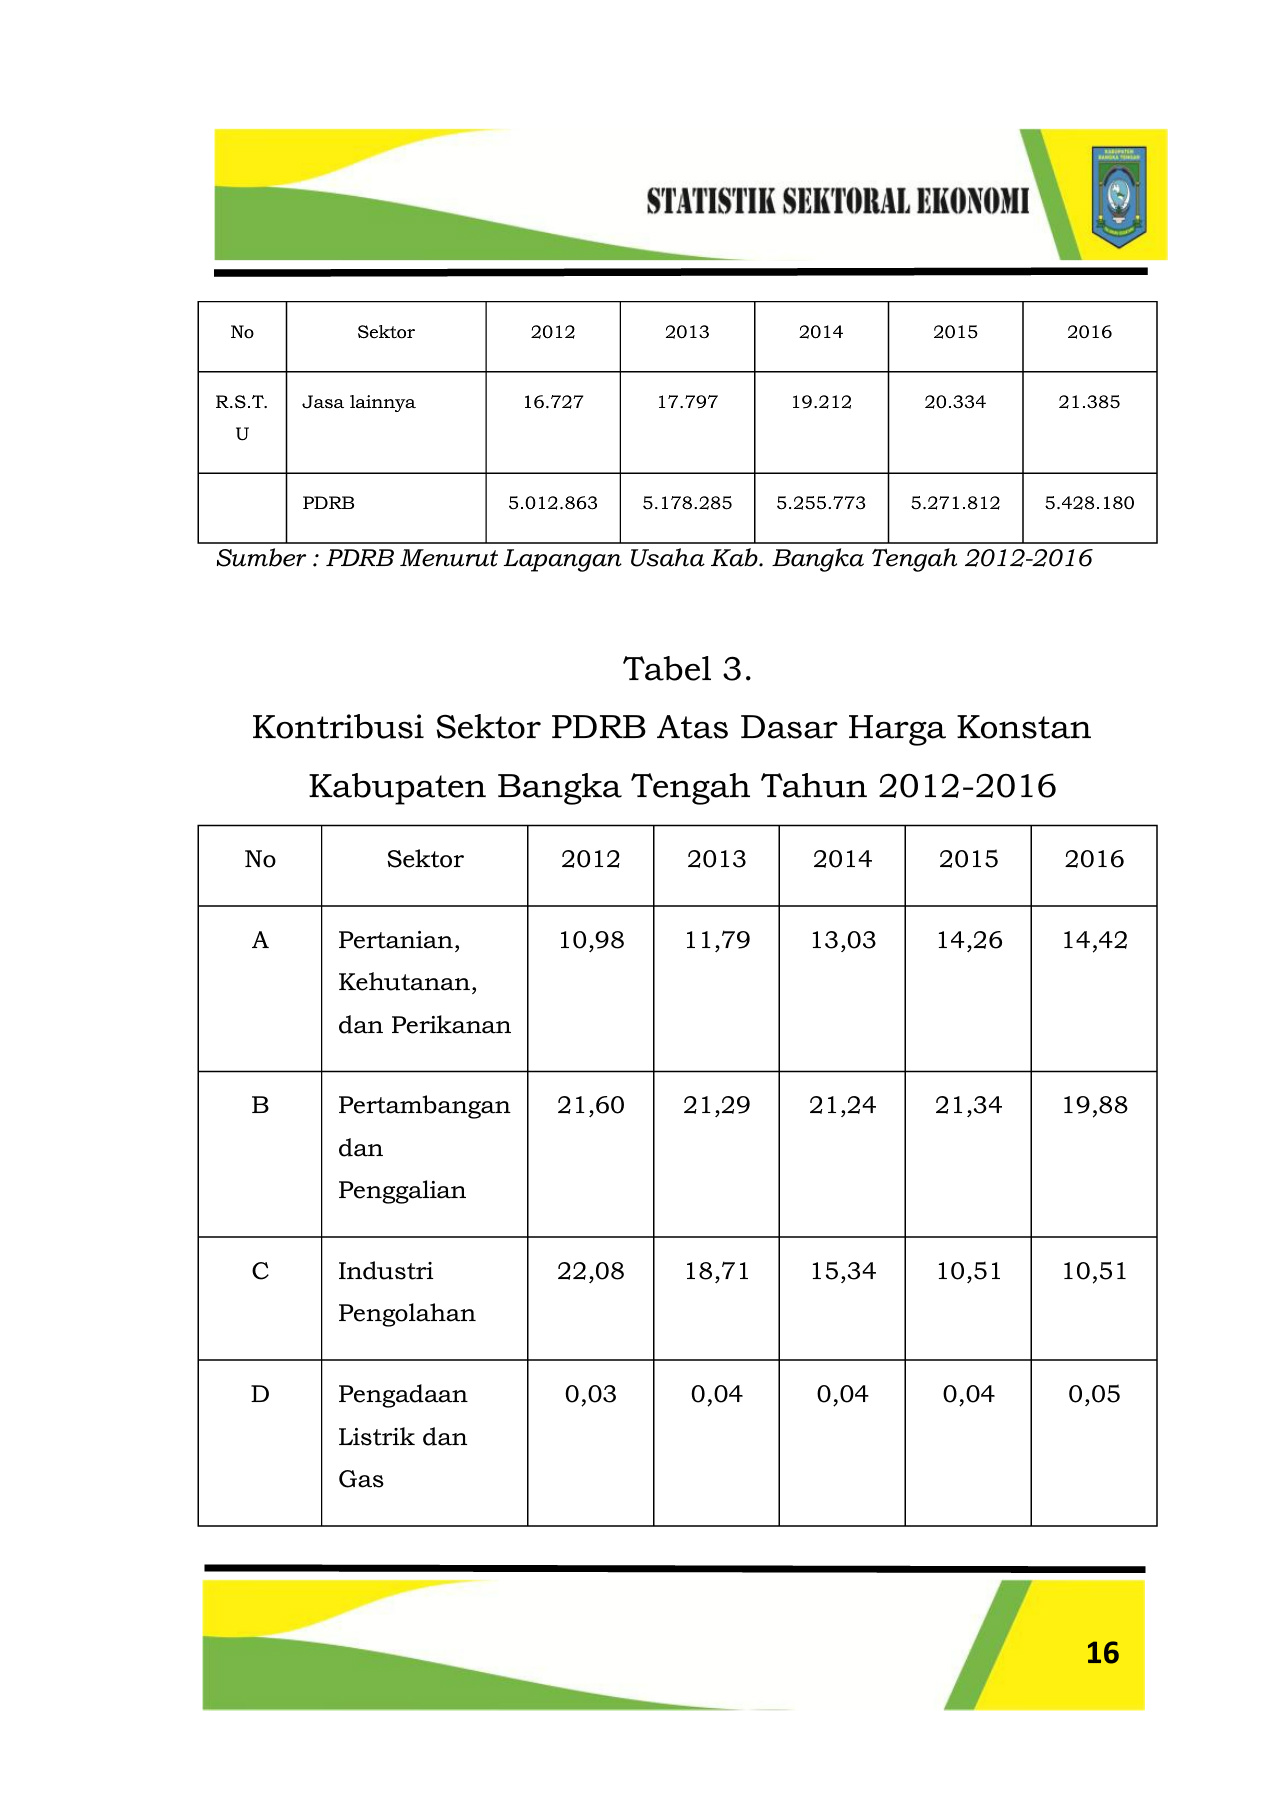 KABUPATEN
BANGKA TENGAH
STATISTIK SEKTORAL EKONOMI
No Sektor 2012 2013 2014 2015 2016
R.S.T. Jasa lainnya 16.727 17.797 19.212 20.334 21.385
U
PDRB 5.012.863 5.178.285 5.255.773 5.271.812 5.428.180
Sumber : PDRB Menurut Lapangan Usaha Kab. Bangka Tengah 2012-2016
Tabel 3.
Kontribusi Sektor PDRB Atas Dasar Harga Konstan
Kabupaten Bangka Tengah Tahun 2012-2016
No Sektor 2012 2013 2014 2015 2016
A Pertanian, 10,98 11,79 13,03 14,26 14,42
Kehutanan,
dan Perikanan
B Pertambangan 21,60 21,29 21,24 21,34 19,88
dan
Penggalian
C Industri 22,08 18,71 15,34 10,51 10,51
Pengolahan
D Pengadaan 0,03 0,04 0,04 0,04 0,05
Listrik dan
Gas
16